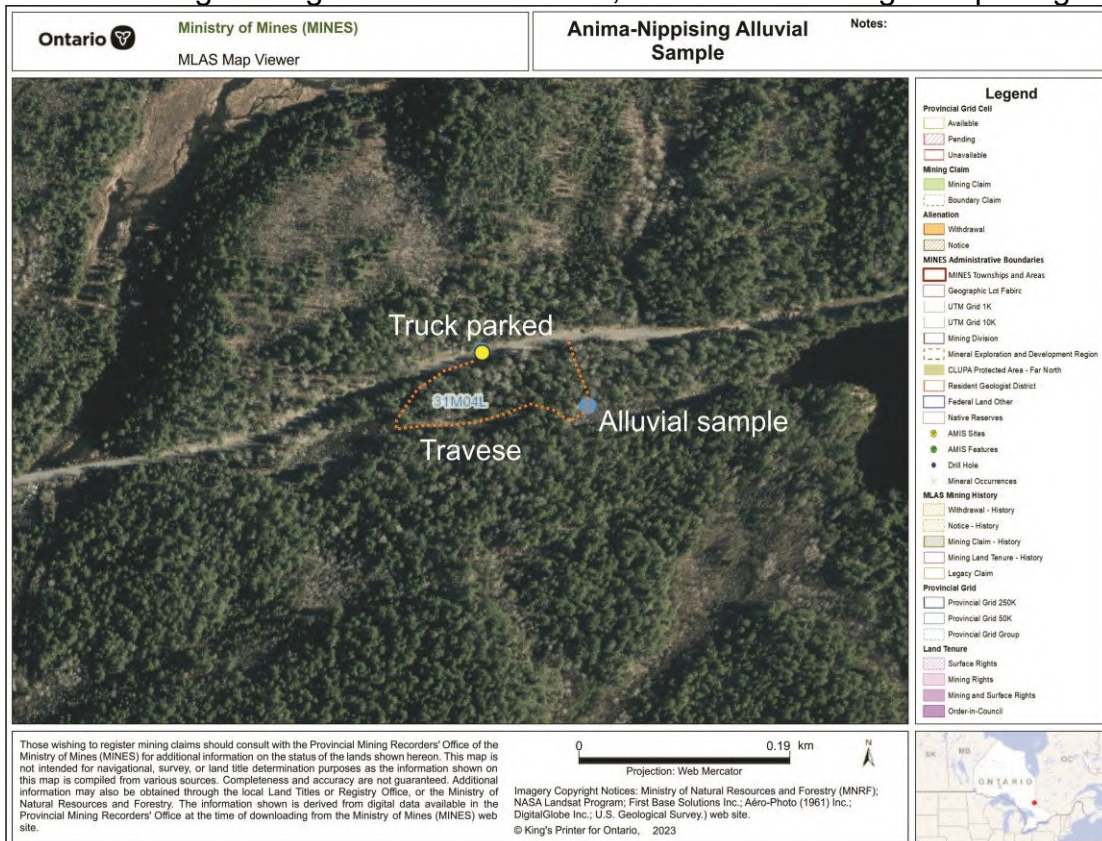 Ontario
Ministry of Mines (MINES)
MLAS Map Viewer
Anima-Nippising Alluvial
Sample
Notes:
Truck parked
31M04L
Alluvial sample
Travese
Legend
Provincial Grid Cell
Available
Pending
Unavailable
Mining Claim
Mining Claim
Boundary Claim
Alienation
Withdrawal
Notice
MINES Administrative Boundaries
MINES Townships and Areas
Geographic Lot Fabirc
UTM Grid 1K
UTM Grid 10K
Mining Division
Mineral Exploration and Development Region
CLUPA Protected Area - Far North
Resident Geologist District
Federal Land Other
Native Reserves
AMIS Sites
AMIS Features
Drill Hole
Mineral Occurrences
MLAS Mining History
Withdrawal - History
Notice - History
Mining Claim - History
Mining Land Tenure - History
Legacy Claim
Provincial Grid
Provincial Grid 250K
Provincial Grid 50K
Provincial Grid Group
Land Tenure
Surface Rights
Mining Rights
Mining and Surface Rights
Order-in-Council
Those wishing to register mining claims should consult with the Provincial Mining Recorders' Office of the
Ministry of Mines (MINES) for additional information on the status of the lands shown hereon. This map is
not intended for navigational, survey, or land title determination purposes as the information shown on
this map is compiled from various sources. Completeness and accuracy are not guaranteed. Additional
information may also be obtained through the local Land Titles or Registry Office, or the Ministry of
Natural Resources and Forestry. The information shown is derived from digital data available in the
Provincial Mining Recorders' Office at the time of downloading from the Ministry of Mines (MINES) web
site.
0 0.19 km
N
Projection: Web Mercator
Imagery Copyright Notices: Ministry of Natural Resources and Forestry (MNRF);
NASA Landsat Program; First Base Solutions Inc.; Aéro-Photo (1961) Inc.;
DigitalGlobe Inc.; U.S. Geological Survey.) web site.
© King's Printer for Ontario, 2023
SK MB ONTARIO QC